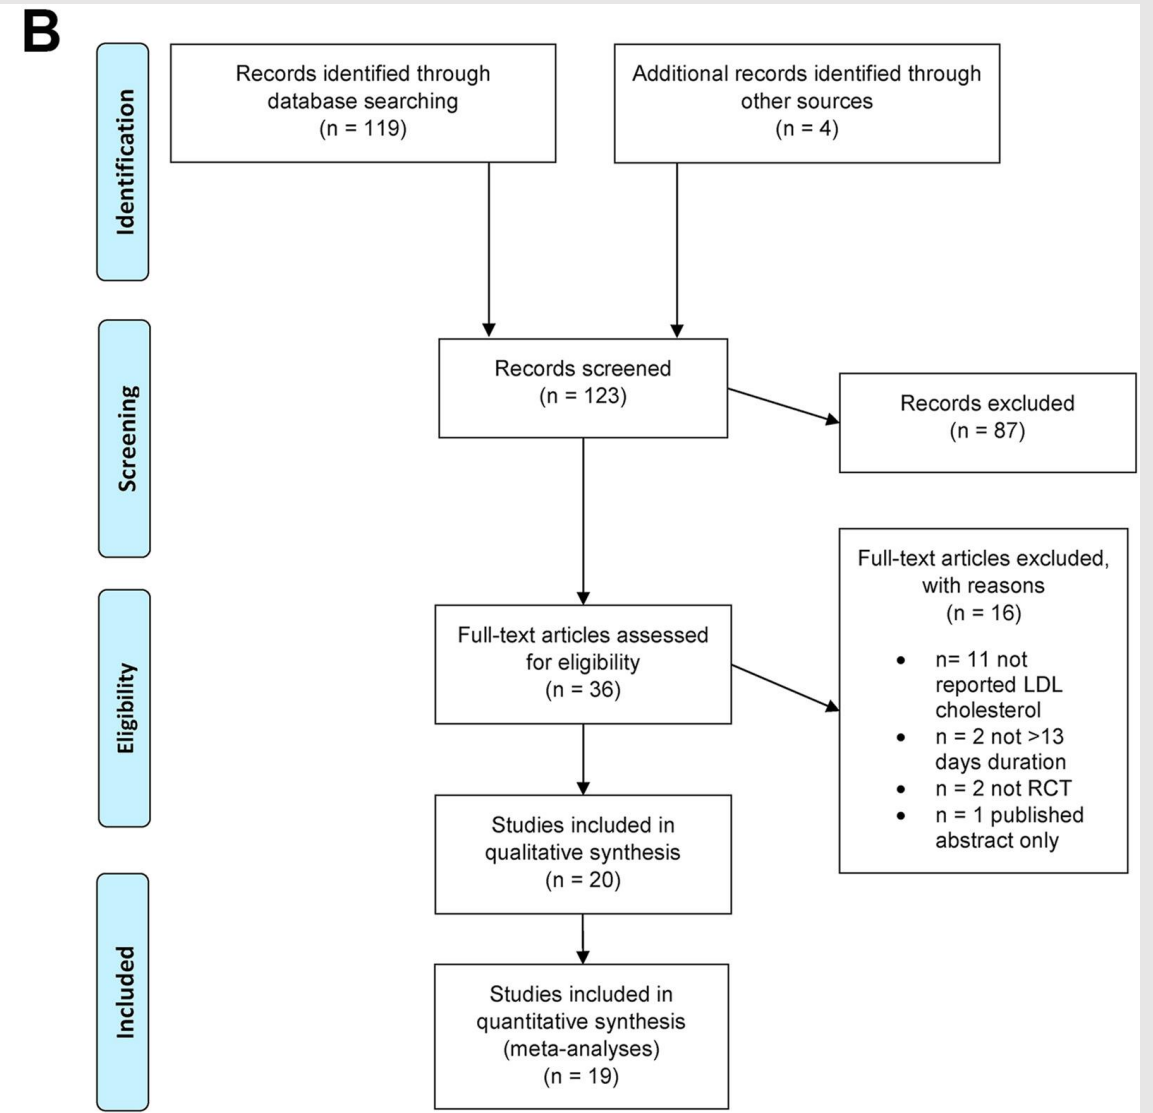 B
Identification
Records identified through
database searching
(n = 119)
Additional records identified through
other sources
(n = 4)
Screening
Records screened
(n = 123)
Records excluded
(n = 87)
Eligibility
Full-text articles assessed
for eligibility
(n = 36)
Full-text articles excluded,
with reasons
(n = 16)
• n= 11 not
reported LDL
cholesterol
• n = 2 not >13
days duration
• n = 2 not RCT
• n = 1 published
abstract only
Studies included in
qualitative synthesis
(n = 20)
Included
Studies included in
quantitative synthesis
(meta-analyses)
(n = 19)